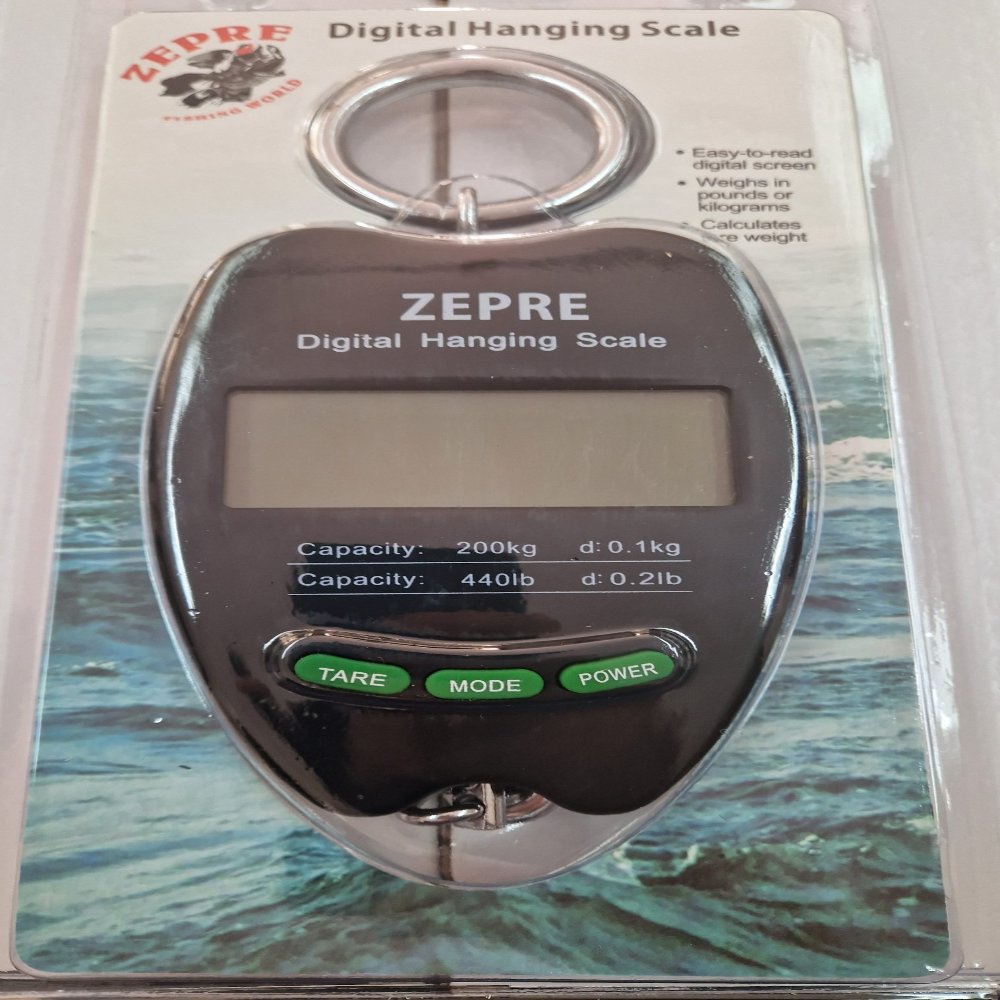 ZEPRE
FISHING WORLD
Digital Hanging Scale
• Easy-to-read
digital screen
• Weighs in
pounds or
kilograms
Calculates
weight
ZEPRE
Digital Hanging Scale
Capacity: 200kg d: 0.1kg
Capacity: 440lb d: 0.2lb
TARE
MODE
POWER